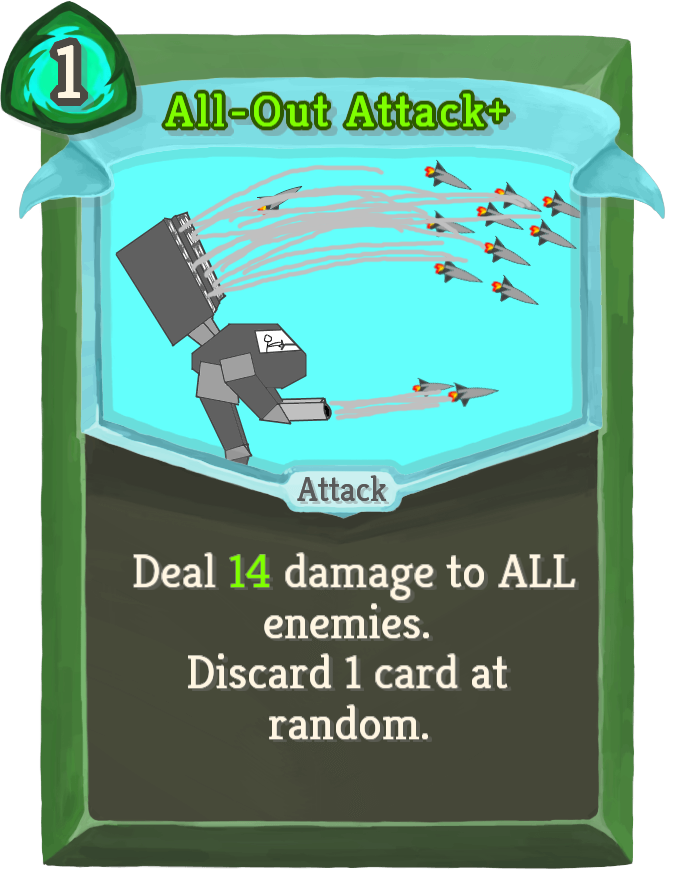 1
All-Out Attack+
Attack
Deal 14 damage to ALL
enemies.
Discard 1 card at
random.